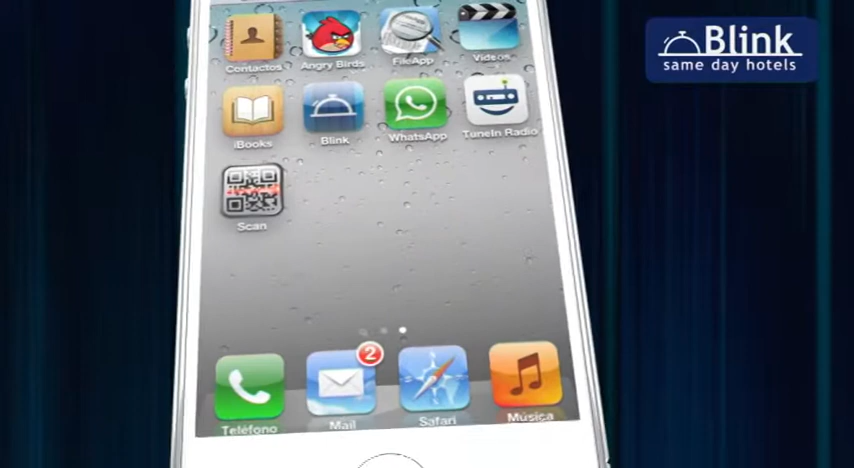 Blink
same day hotels
Contactos
Angry Birds
FileApp
Videos
iBooks
Blink
WhatsApp
TuneIn Radio
Scan
2
Teléfono
Mail
Safari
Música